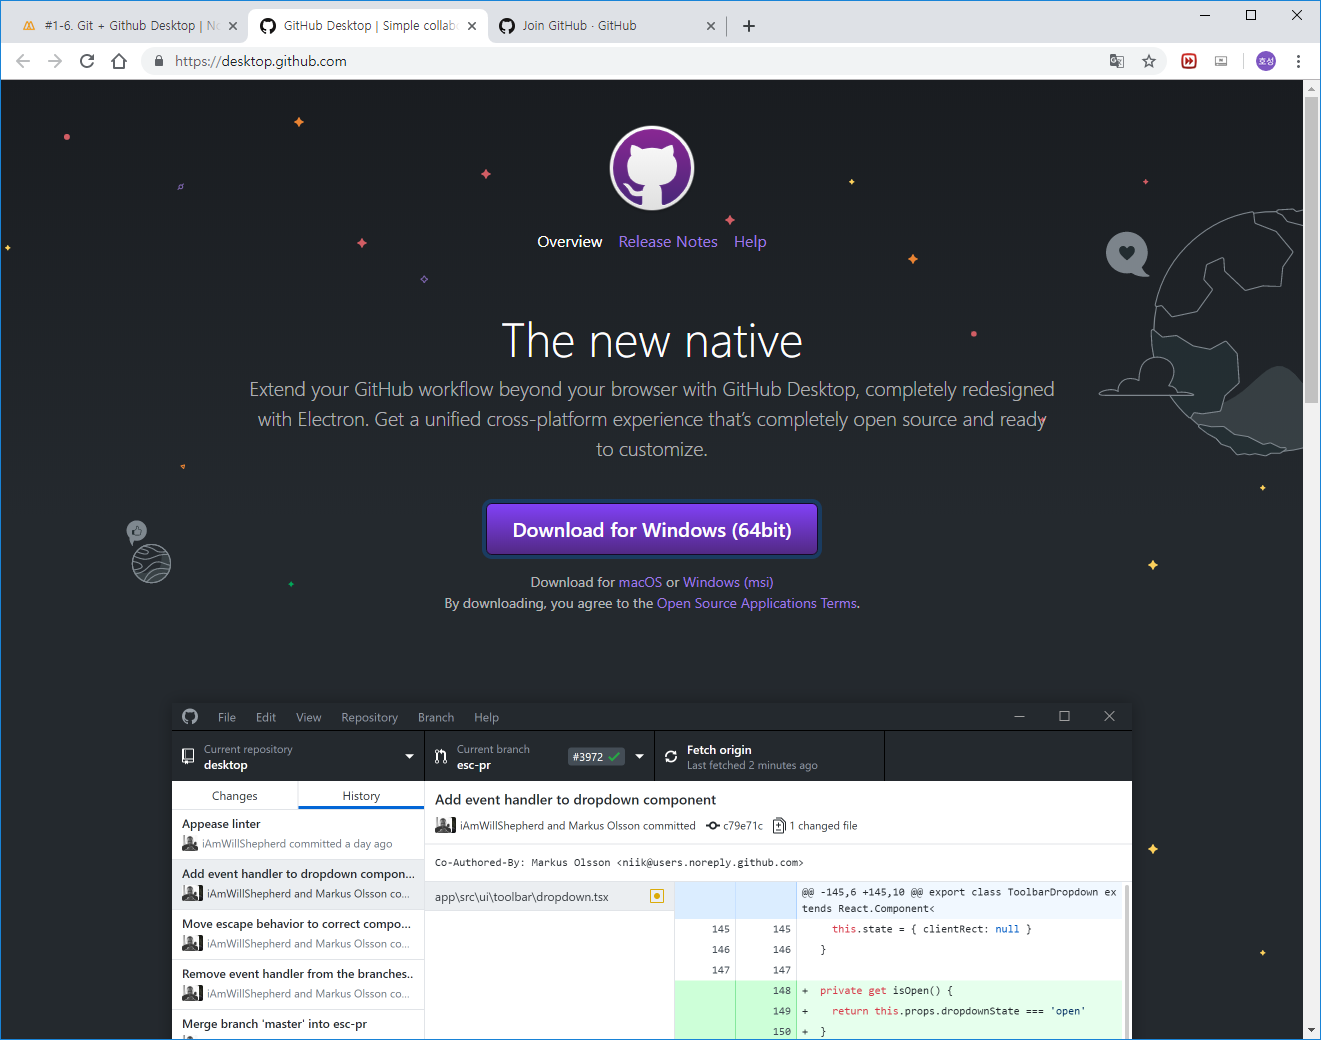 #1-6. Git + Github Desktop | No
GitHub Desktop | Simple collab
Join GitHub · GitHub
https://desktop.github.com
호성
Overview Release Notes Help
The new native
Extend your GitHub workflow beyond your browser with GitHub Desktop, completely redesigned
with Electron. Get a unified cross-platform experience that's completely open source and ready
to customize.
Download for Windows (64bit)
Download for macOS or Windows (msi)
By downloading, you agree to the Open Source Applications Terms.
File Edit View Repository Branch Help
Current repository
desktop
Current branch
esc-pr
#3972
Fetch origin
Last fetched 2 minutes ago
Changes History
Appease linter
iAmWillShepherd committed a day ago
Add event handler to dropdown compon...
iAmWillShepherd and Markus Olsson co...
Move escape behavior to correct compo...
iAmWillShepherd and Markus Olsson co...
Remove event handler from the branches..
iAmWillShepherd and Markus Olsson co...
Merge branch 'master' into esc-pr
Add event handler to dropdown component
iAmWillShepherd and Markus Olsson committed c79e71c 1 changed file
Co-Authored-By: Markus Olsson <niik@users.noreply.github.com>
app\src\ui\toolbar\dropdown.tsx
@@ -145,6 +145,10 @@ export class ToolbarDropdown ex
tends React.Component<
145 145 this.state = { clientRect: null }
146 146 }
147 147
148 + private get isOpen() {
149 + return this.props.dropdownState === 'open'
150 + }